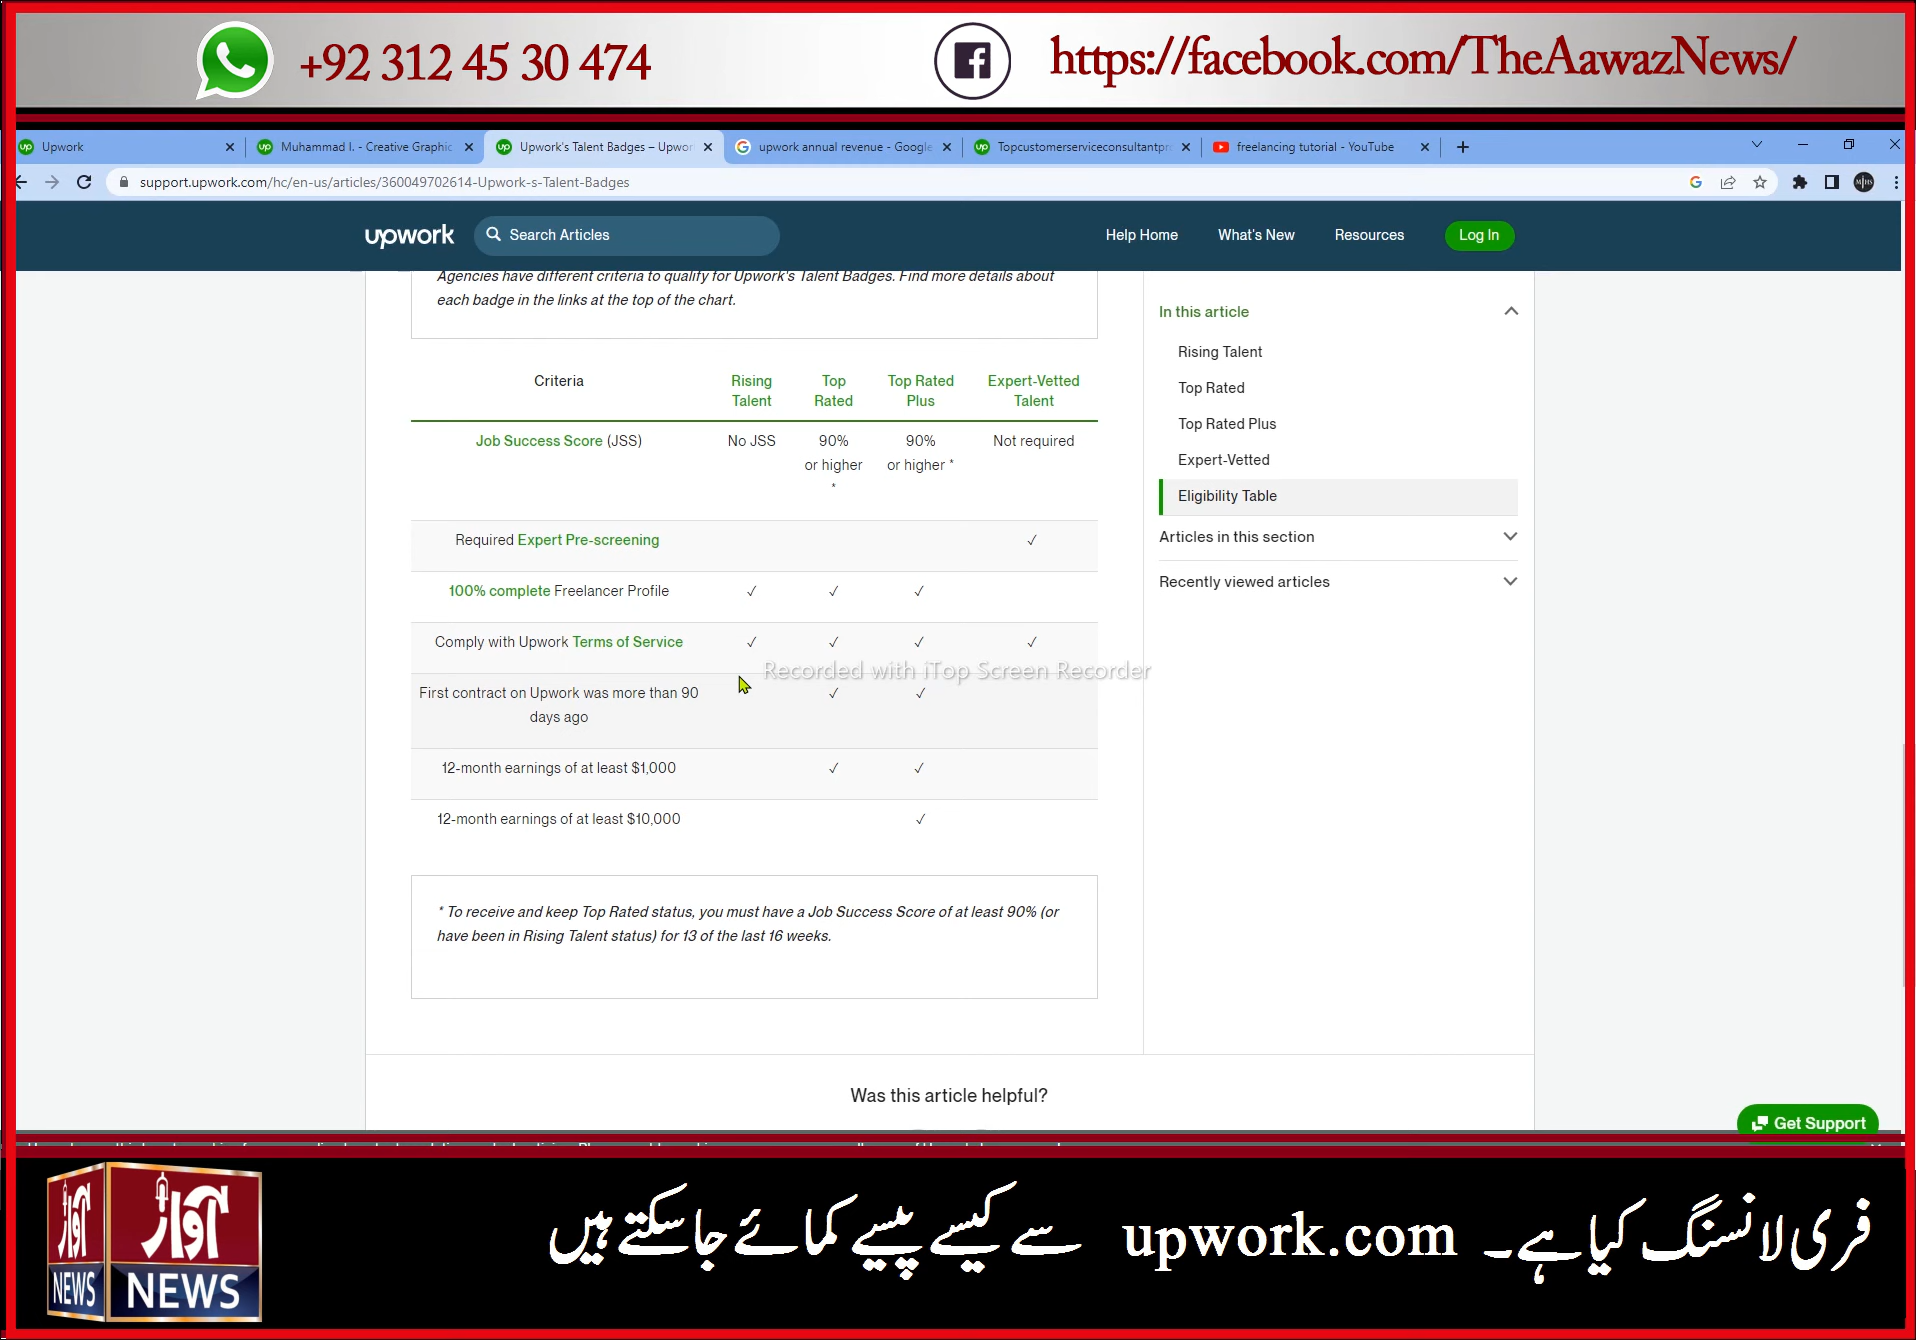 +92 312 45 30 474
https://facebook.com/TheAawazNews/
Upwork
Muhammad I. - Creative Graphic
Upwork's Talent Badges – Upwor
upwork annual revenue - Google
Topcustomerserviceconsultantpr
freelancing tutorial - YouTube
support.upwork.com/hc/en-us/articles/360049702614-Upwork-s-Talent-Badges
upwork
Search Articles
Help Home
What's New
Resources
Log In
Agencies have different criteria to qualify for Upwork's Talent Badges. Find more details about
each badge in the links at the top of the chart.
Criteria
Rising Talent
Top Rated
Top Rated Plus
Expert-Vetted Talent
Job Success Score (JSS)
No JSS
90% or higher *
90% or higher *
Not required
Required Expert Pre-screening ✓
100% complete Freelancer Profile ✓ ✓ ✓
Comply with Upwork Terms of Service ✓ ✓ ✓ ✓
Recorded with iTop Screen Recorder
First contract on Upwork was more than 90 ✓ ✓
days ago
12-month earnings of at least $1,000 ✓ ✓
12-month earnings of at least $10,000 ✓
* To receive and keep Top Rated status, you must have a Job Success Score of at least 90% (or
have been in Rising Talent status) for 13 of the last 16 weeks.
In this article
Rising Talent
Top Rated
Top Rated Plus
Expert-Vetted
Eligibility Table
Articles in this section
Recently viewed articles
Was this article helpful?
Get Support
آواز
NEWS
آواز
NEWS
فری لانسنگ کیا ہے۔ upwork.com سے کیسے پیسے کمائے جاسکتے ہیں